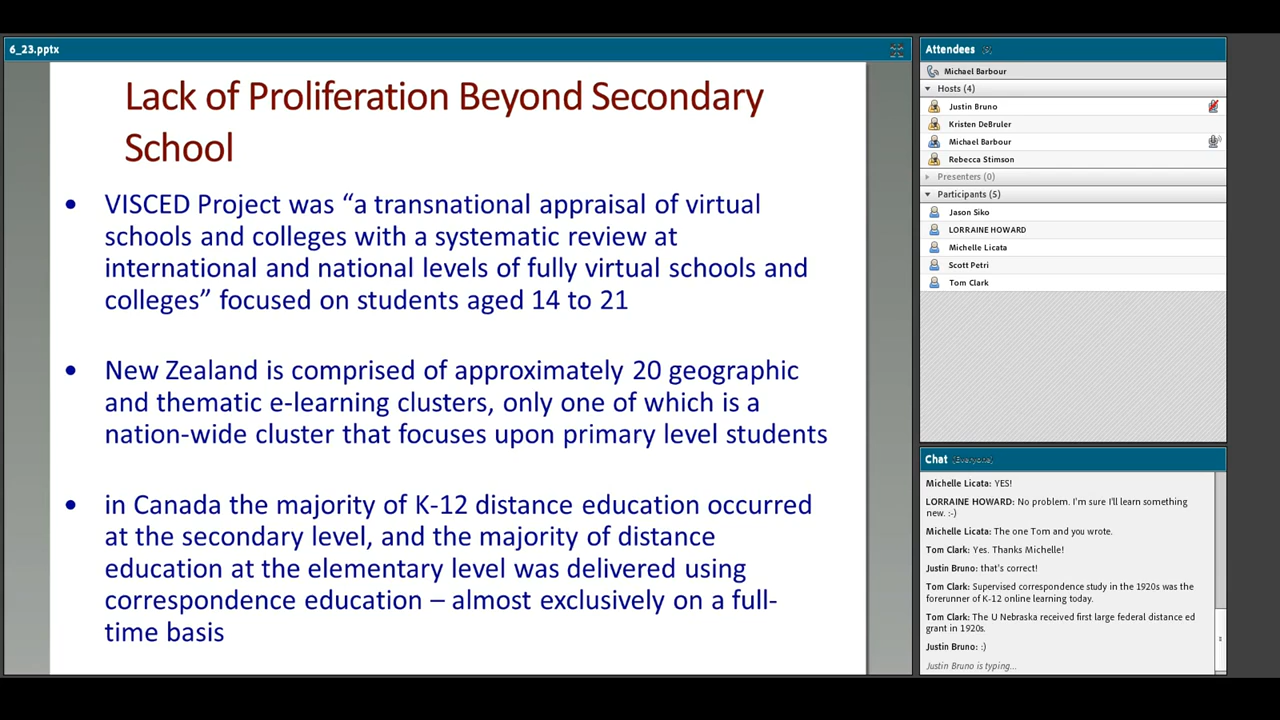 6_23.pptx
Lack of Proliferation Beyond Secondary
School
• VISCED Project was “a transnational appraisal of virtual
schools and colleges with a systematic review at
international and national levels of fully virtual schools and
colleges” focused on students aged 14 to 21
• New Zealand is comprised of approximately 20 geographic
and thematic e-learning clusters, only one of which is a
nation-wide cluster that focuses upon primary level students
• in Canada the majority of K-12 distance education occurred
at the secondary level, and the majority of distance
education at the elementary level was delivered using
correspondence education – almost exclusively on a full-
time basis
Attendees
Michael Barbour
Hosts (4)
Justin Bruno
Kristen DeBruler
Michael Barbour
Rebecca Stimson
Presenters (0)
Participants (5)
Jason Siko
LORRAINE HOWARD
Michelle Licata
Scott Petri
Tom Clark
Chat (Everyone)
Michelle Licata: YES!
LORRAINE HOWARD: No problem. I'm sure I'll learn something
new. :-)
Michelle Licata: The one Tom and you wrote.
Tom Clark: Yes. Thanks Michelle!
Justin Bruno: that's correct!
Tom Clark: Supervised correspondence study in the 1920s was the
forerunner of K-12 online learning today.
Tom Clark: The U Nebraska received first large federal distance ed
grant in 1920s.
Justin Bruno: :)
Justin Bruno is typing...